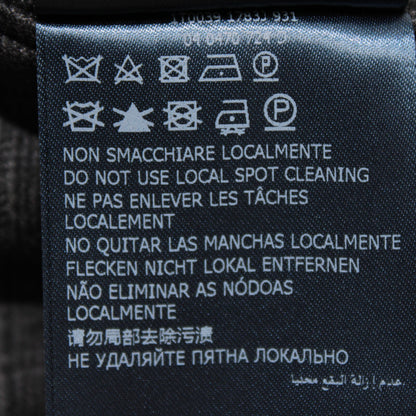 NON SMACCHIARE LOCALMENTE
DO NOT USE LOCAL SPOT CLEANING
NE PAS ENLEVER LES TÂCHES
LOCALEMENT
NO QUITAR LAS MANCHAS LOCALMENTE
FLECKEN NICHT LOKAL ENTFERNEN
NÃO ELIMINAR AS NÓDOAS
LOCALMENTE
请勿局部去除污渍
НЕ УДАЛЯЙТЕ ПЯТНА ЛОКАЛЬНО
عدم إزالة البقع محليا